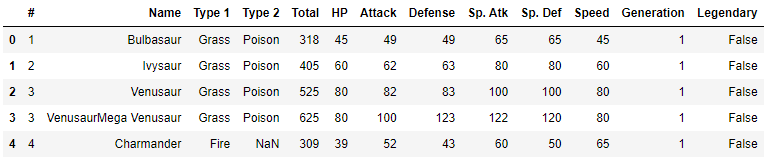 # Name Type 1 Type 2 Total HP Attack Defense Sp. Atk Sp. Def Speed Generation Legendary
0 1 Bulbasaur Grass Poison 318 45 49 49 65 65 45 1 False
1 2 Ivysaur Grass Poison 405 60 62 63 80 80 60 1 False
2 3 Venusaur Grass Poison 525 80 82 83 100 100 80 1 False
3 3 VenusaurMega Venusaur Grass Poison 625 80 100 123 122 120 80 1 False
4 4 Charmander Fire NaN 309 39 52 43 60 50 65 1 False